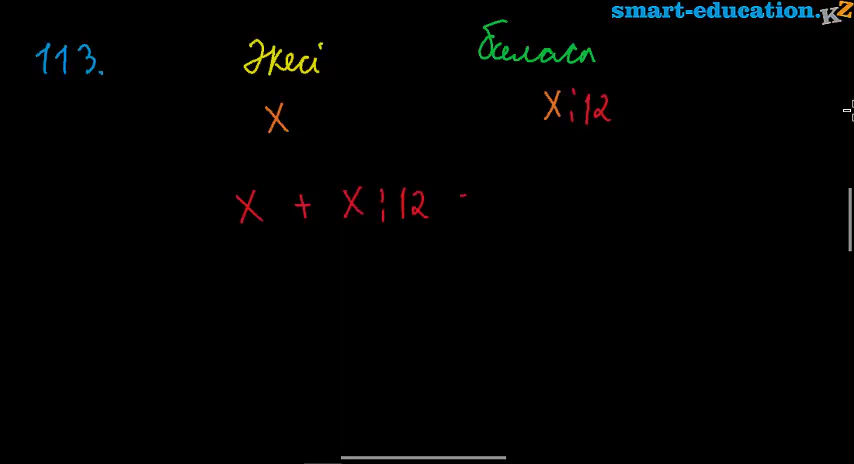 smart-education.KZ
113. Әкесі баласы
X X:12
X + X:12 -